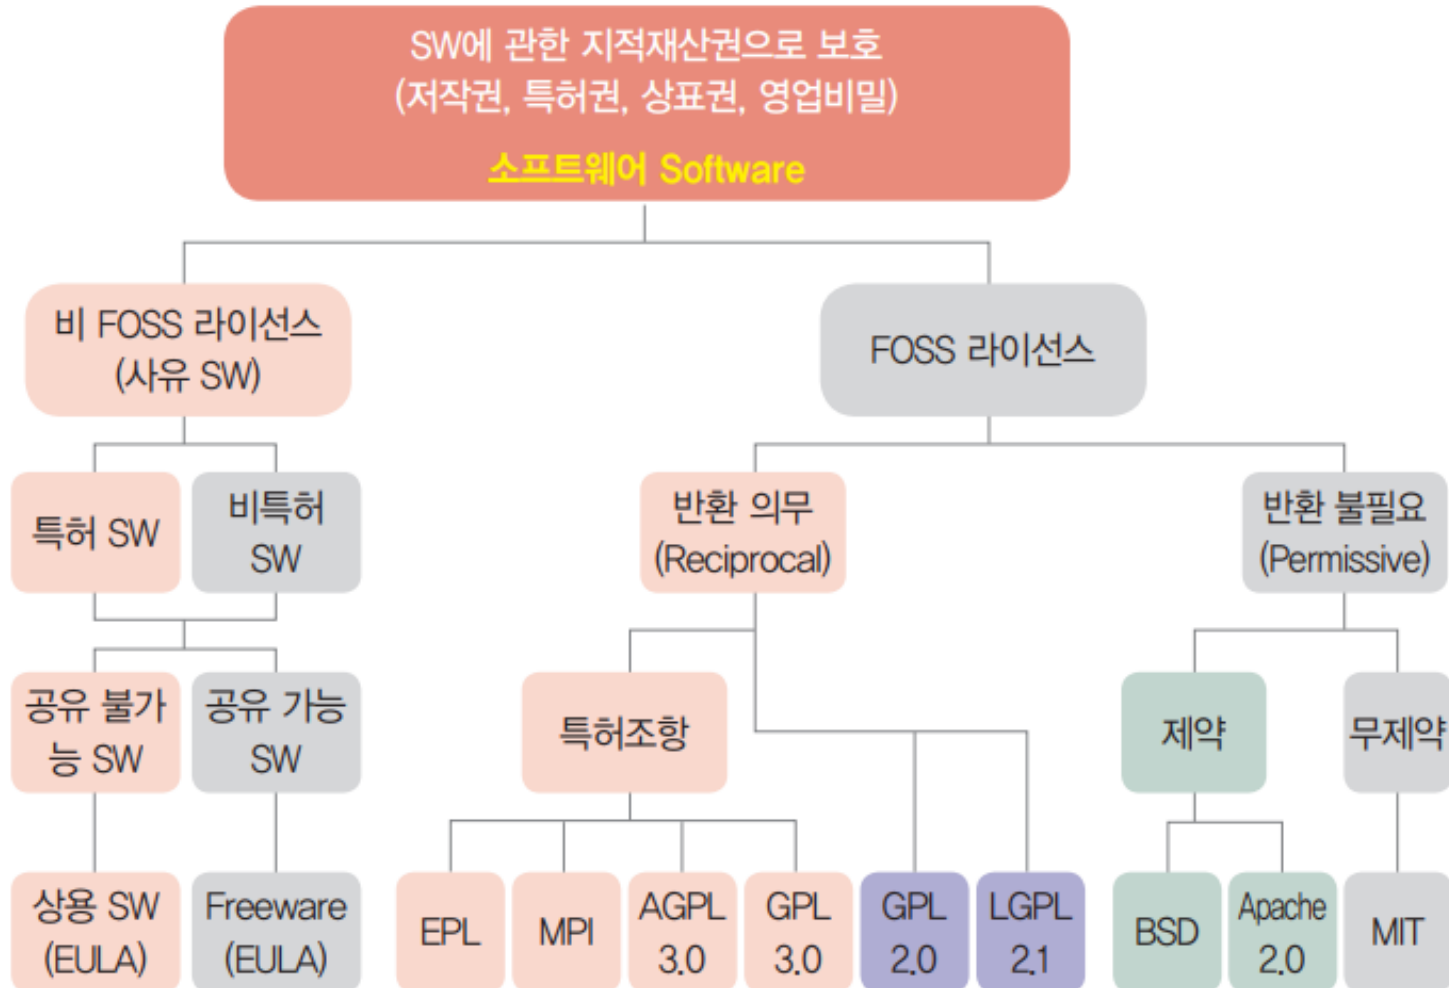 SW에 관한 지적재산권으로 보호
(저작권, 특허권, 상표권, 영업비밀)
소프트웨어 Software
비 FOSS 라이선스
(사유 SW)
FOSS 라이선스
특허 SW
비특허
SW
반환 의무
(Reciprocal)
반환 불필요
(Permissive)
공유 불가
능 SW
공유 가능
SW
특허조항
제약
무제약
상용 SW
(EULA)
Freeware
(EULA)
EPL
MPI
AGPL
3.0
GPL
3.0
GPL
2.0
LGPL
2.1
BSD
Apache
2.0
MIT